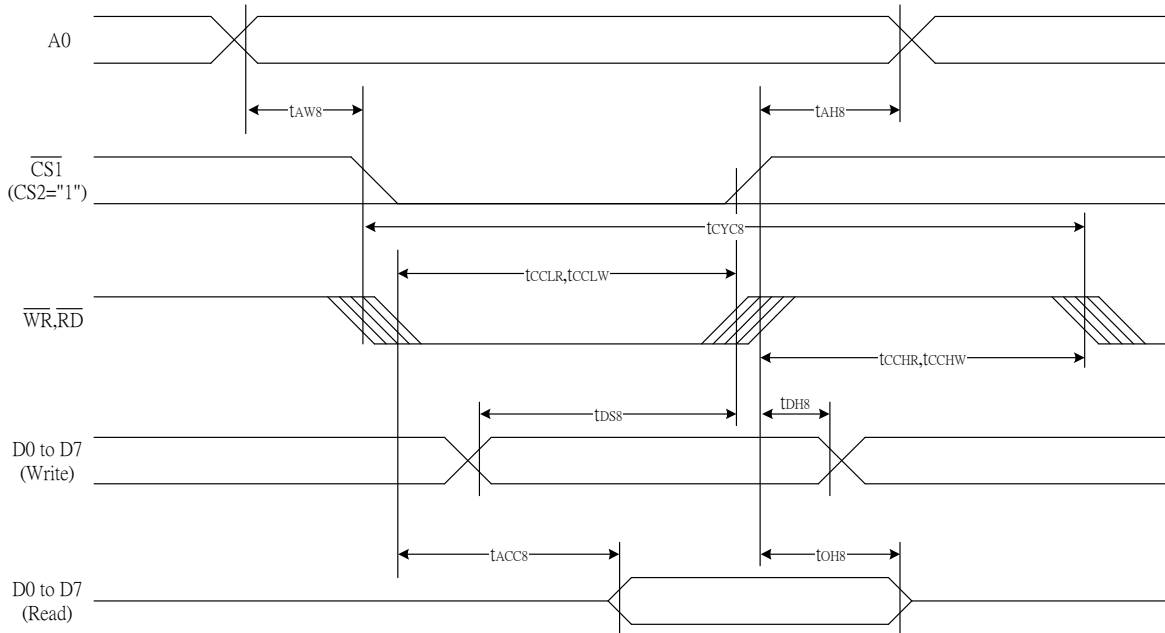 A0
tAW8
tAH8
CS1
(CS2="1")
tCYC8
tCCLR,tCCLW
WR,RD
tCCHR,tCCHW
tDS8
tDH8
D0 to D7
(Write)
tACC8
tOH8
D0 to D7
(Read)